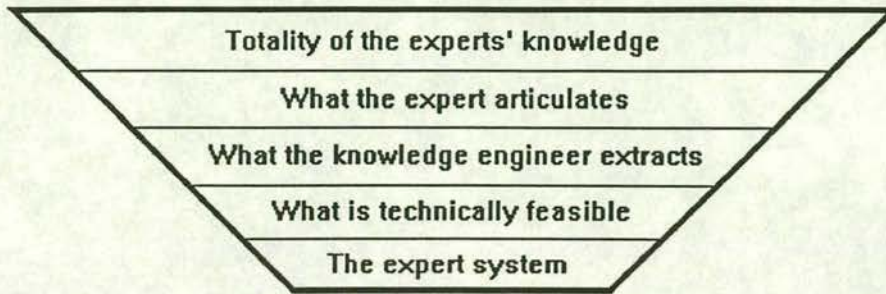 Totality of the experts' knowledge
What the expert articulates
What the knowledge engineer extracts
What is technically feasible
The expert system